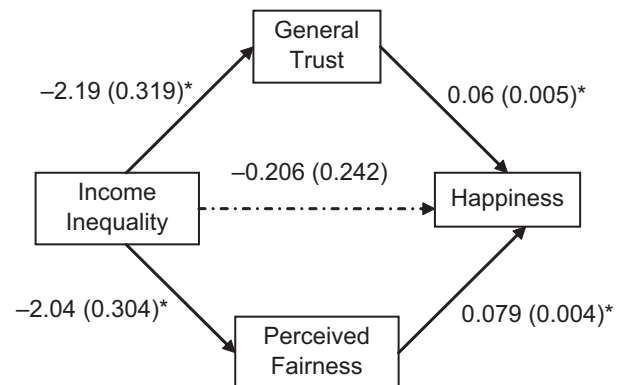 General
Trust
–2.19 (0.319)*
0.06 (0.005)*
–0.206 (0.242)
Income
Inequality
Happiness
–2.04 (0.304)*
0.079 (0.004)*
Perceived
Fairness